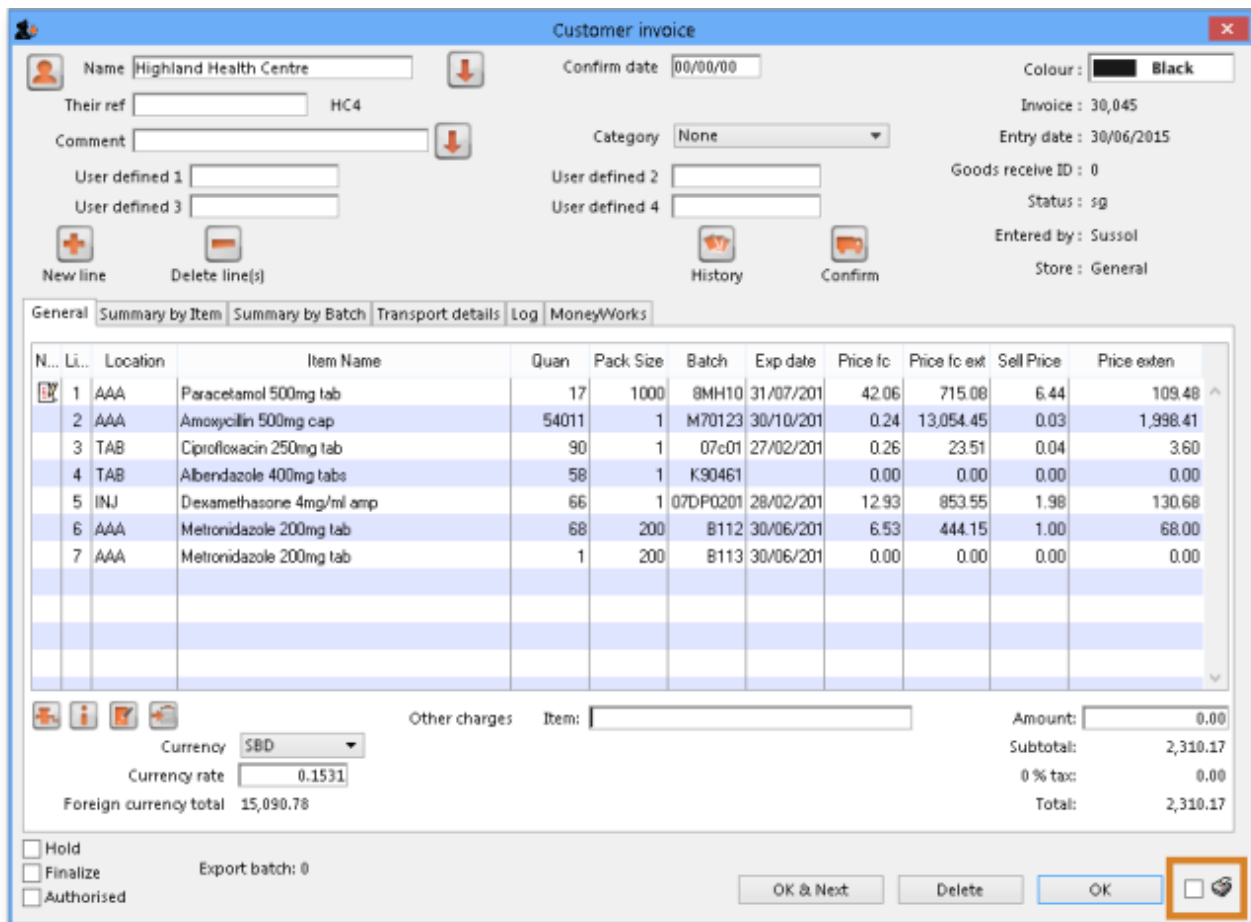 Customer invoice
Name Highland Health Centre Confirm date 00/00/00 Colour : Black
Their ref HC4 Invoice : 30,045
Comment Category None Entry date : 30/06/2015
User defined 1 User defined 2 Goods receive ID : 0
User defined 3 User defined 4 Status : sg
Entered by : Sussol
New line Delete line(s) History Confirm Store : General
General Summary by Item Summary by Batch Transport details Log MoneyWorks
N... Li... Location Item Name Quan Pack Size Batch Exp date Price fc Price fc ext Sell Price Price exten
1 AAA Paracetamol 500mg tab 17 1000 8MH10 31/07/201 42.06 715.08 6.44 109.48
2 AAA Amoxycillin 500mg cap 54011 1 M70123 30/10/201 0.24 13,054.45 0.03 1,998.41
3 TAB Ciprofloxacin 250mg tab 90 1 07c01 27/02/201 0.26 23.51 0.04 3.60
4 TAB Albendazole 400mg tabs 58 1 K90461 0.00 0.00 0.00 0.00
5 INJ Dexamethasone 4mg/ml amp 66 1 07DP0201 28/02/201 12.93 853.55 1.98 130.68
6 AAA Metronidazole 200mg tab 68 200 B112 30/06/201 6.53 444.15 1.00 68.00
7 AAA Metronidazole 200mg tab 1 200 B113 30/06/201 0.00 0.00 0.00 0.00
Other charges Item: Amount: 0.00
Currency SBD Subtotal: 2,310.17
Currency rate 0.1531 0 % tax: 0.00
Foreign currency total 15,090.78 Total: 2,310.17
Hold
Finalize Export batch: 0
Authorised OK & Next Delete OK